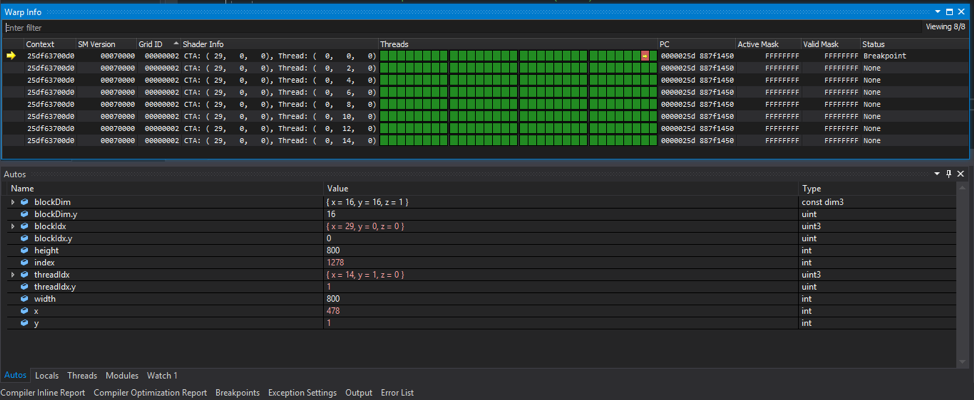 Warp Info
Enter filter Viewing 8/8
Context SM Version Grid ID Shader Info Threads PC Active Mask Valid Mask Status
25df63700d0 00070000 00000002 CTA: ( 29, 0, 0), Thread: ( 0, 0, 0) 0000025d 887f1450 FFFFFFFF FFFFFFFF Breakpoint
25df63700d0 00070000 00000002 CTA: ( 29, 0, 0), Thread: ( 0, 2, 0) 0000025d 887f1450 FFFFFFFF FFFFFFFF None
25df63700d0 00070000 00000002 CTA: ( 29, 0, 0), Thread: ( 0, 4, 0) 0000025d 887f1450 FFFFFFFF FFFFFFFF None
25df63700d0 00070000 00000002 CTA: ( 29, 0, 0), Thread: ( 0, 6, 0) 0000025d 887f1450 FFFFFFFF FFFFFFFF None
25df63700d0 00070000 00000002 CTA: ( 29, 0, 0), Thread: ( 0, 8, 0) 0000025d 887f1450 FFFFFFFF FFFFFFFF None
25df63700d0 00070000 00000002 CTA: ( 29, 0, 0), Thread: ( 0, 10, 0) 0000025d 887f1450 FFFFFFFF FFFFFFFF None
25df63700d0 00070000 00000002 CTA: ( 29, 0, 0), Thread: ( 0, 12, 0) 0000025d 887f1450 FFFFFFFF FFFFFFFF None
25df63700d0 00070000 00000002 CTA: ( 29, 0, 0), Thread: ( 0, 14, 0) 0000025d 887f1450 FFFFFFFF FFFFFFFF None
Autos
Name Value Type
blockDim { x = 16, y = 16, z = 1 } const dim3
blockDim.y 16 uint
blockIdx { x = 29, y = 0, z = 0 } uint3
blockIdx.y 0 uint
height 800 int
index 1278 int
threadIdx { x = 14, y = 1, z = 0 } uint3
threadIdx.y 1 uint
width 800 int
x 478 int
y 1 int
Autos Locals Threads Modules Watch 1
Compiler Inline Report Compiler Optimization Report Breakpoints Exception Settings Output Error List